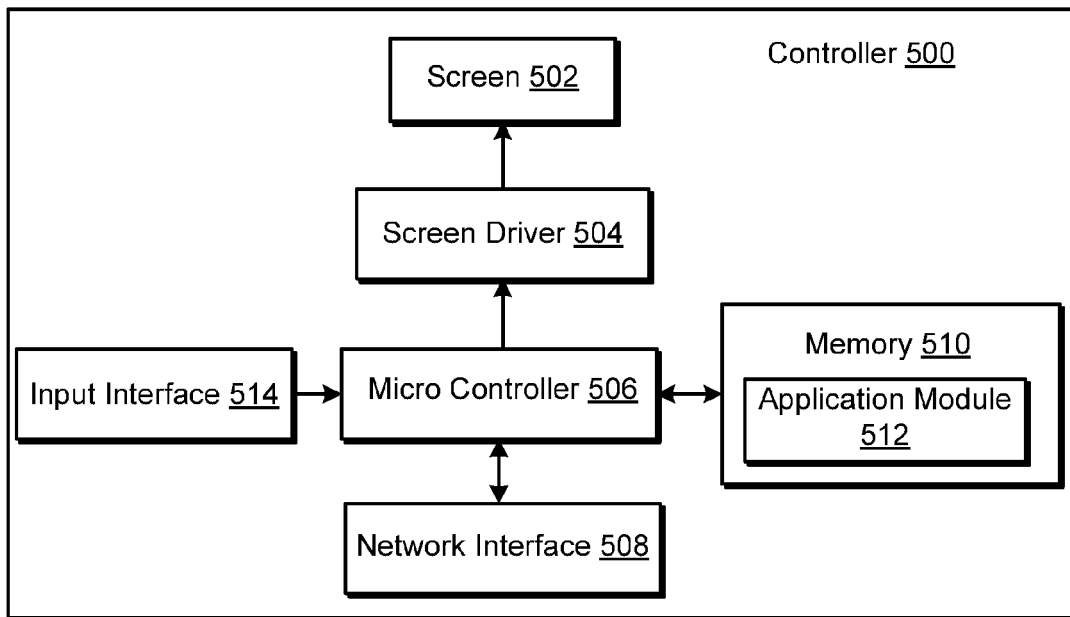 Controller 500
Screen 502
Screen Driver 504
Input Interface 514
Micro Controller 506
Memory 510
Application Module
512
Network Interface 508